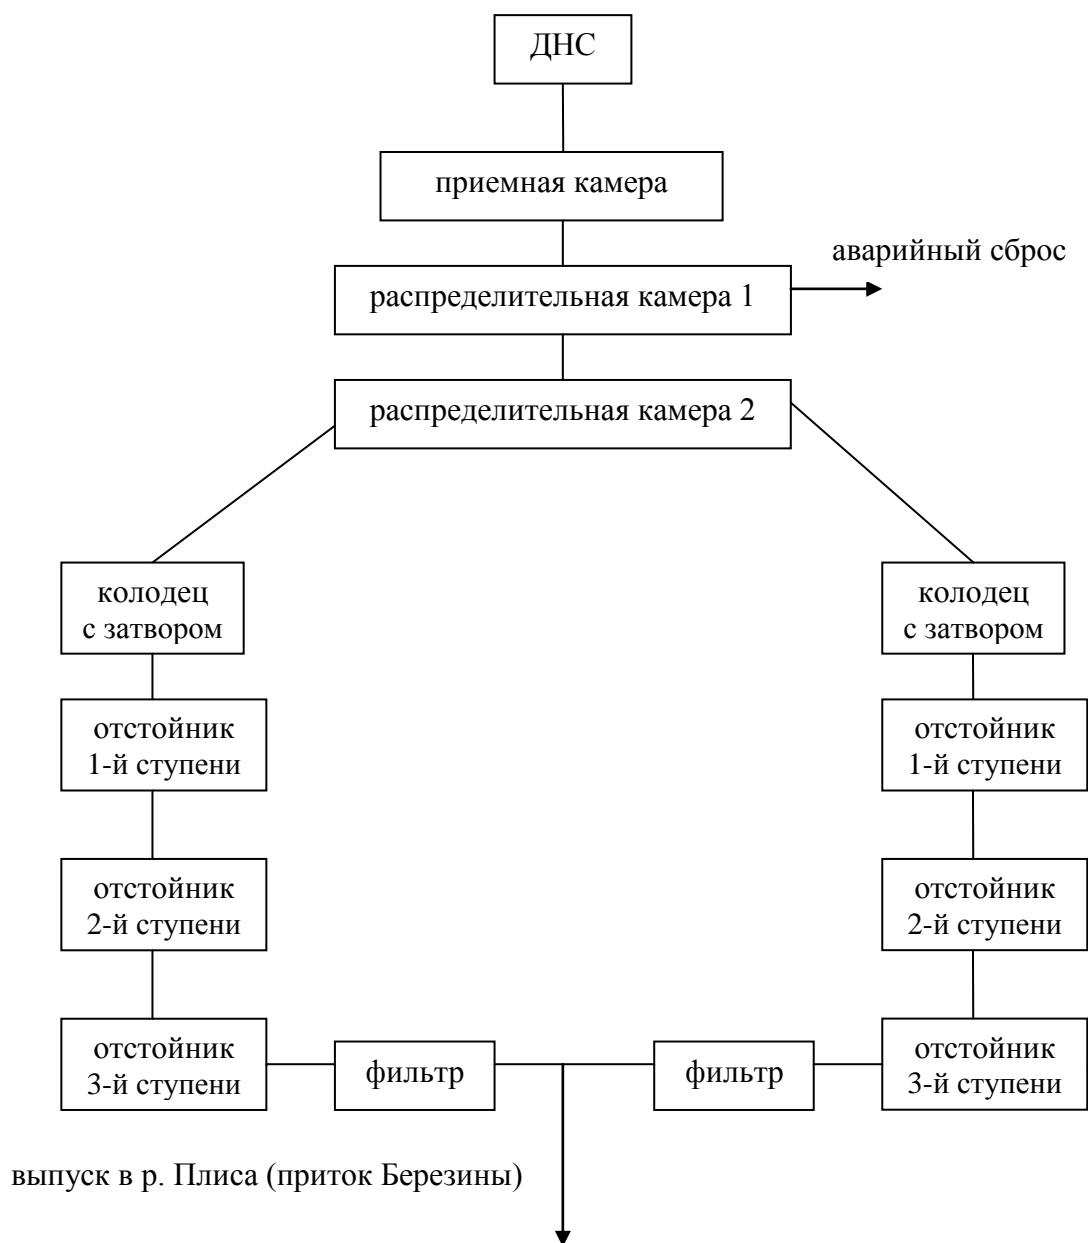 ДНС
приемная камера
аварийный сброс
распределительная камера 1
распределительная камера 2
колодец
с затвором
колодец
с затвором
отстойник
1-й ступени
отстойник
1-й ступени
отстойник
2-й ступени
отстойник
2-й ступени
отстойник
3-й ступени
фильтр
фильтр
отстойник
3-й ступени
выпуск в р. Плиса (приток Березины)